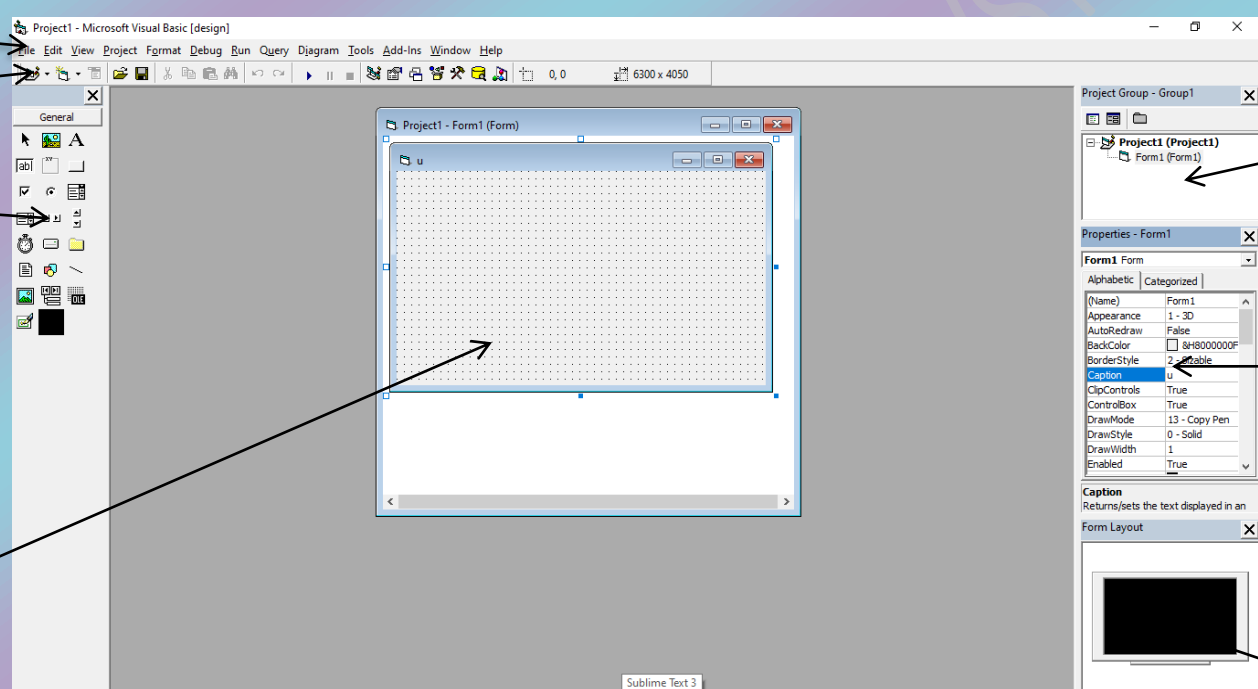 Project1 - Microsoft Visual Basic [design]
File Edit View Project Format Debug Run Query Diagram Tools Add-Ins Window Help
0, 0 6300 x 4050
General
A
ab|
XY
OLE
Project1 - Form1 (Form)
u
Project Group - Group1
Project1 (Project1)
Form1 (Form1)
Properties - Form1
Form1 Form
Alphabetic Categorized
(Name) Form1
Appearance 1 - 3D
AutoRedraw False
BackColor &H8000000F
BorderStyle 2 - Sizable
Caption u
ClipControls True
ControlBox True
DrawMode 13 - Copy Pen
DrawStyle 0 - Solid
DrawWidth 1
Enabled True
Caption
Returns/sets the text displayed in an
Form Layout
Sublime Text 3